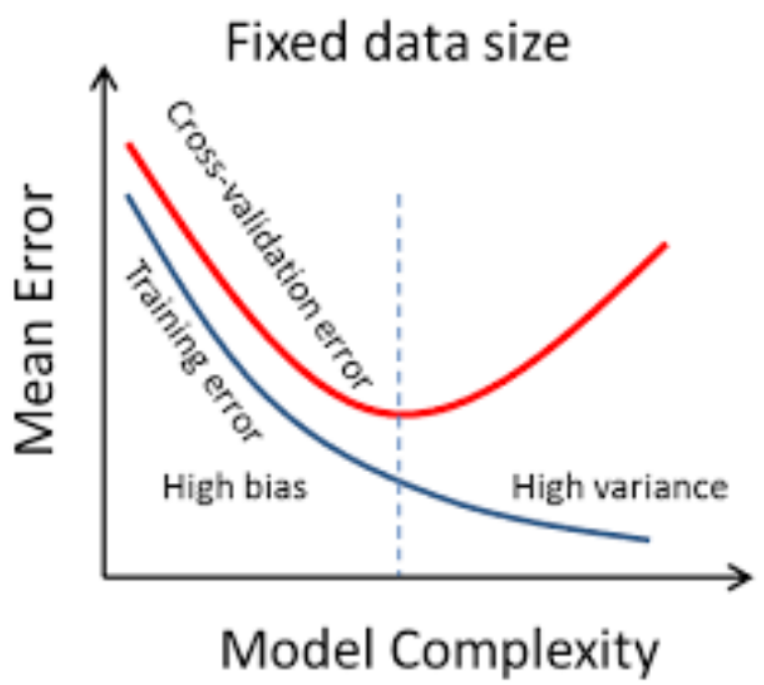 Fixed data size
Cross-validation error
Training error
Mean Error
High bias
High variance
Model Complexity